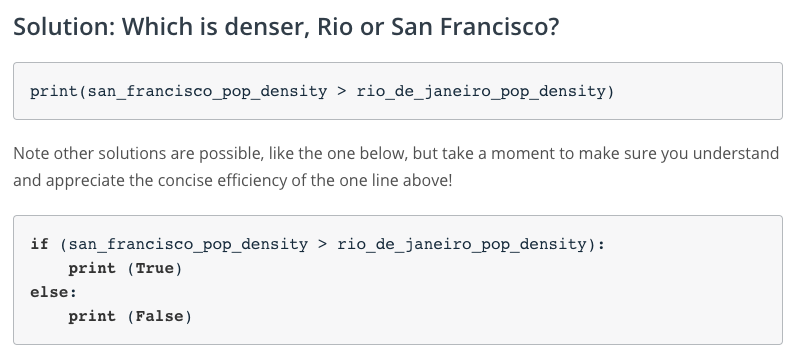 Solution: Which is denser, Rio or San Francisco?
print(san_francisco_pop_density > rio_de_janeiro_pop_density)
Note other solutions are possible, like the one below, but take a moment to make sure you understand
and appreciate the concise efficiency of the one line above!
if (san_francisco_pop_density > rio_de_janeiro_pop_density):
    print (True)
else:
    print (False)